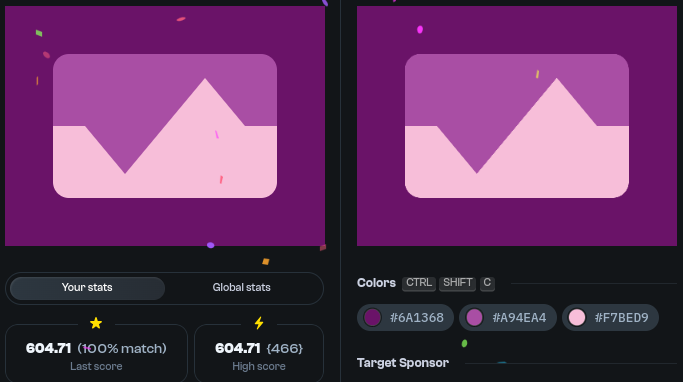 Your stats
Global stats
604.71 (100% match)
Last score
604.71 {466}
High score
Colors CTRL SHIFT C
#6A1368
#A94EA4
#F7BED9
Target Sponsor